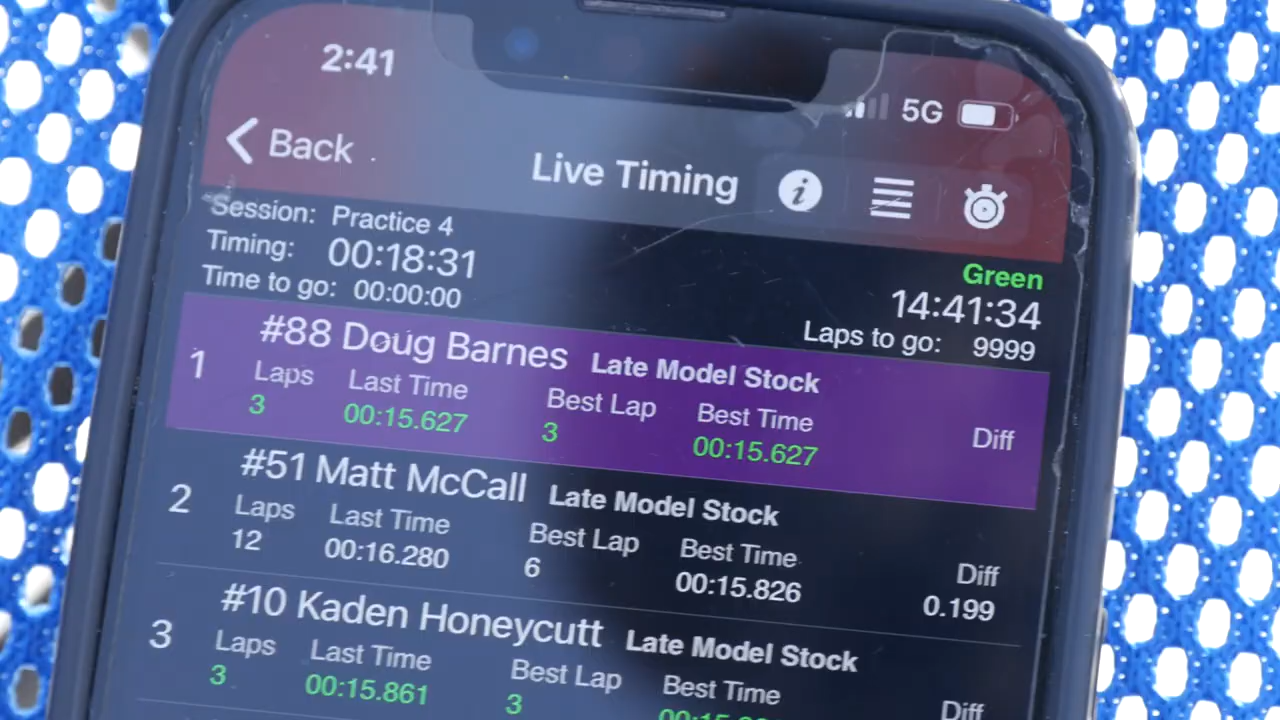 2:41
5G
Back
Live Timing
Session: Practice 4
Timing: 00:18:31
Time to go: 00:00:00
Green
14:41:34
Laps to go: 9999
1
#88 Doug Barnes Late Model Stock
Laps Last Time Best Lap Best Time Diff
3 00:15.627 3 00:15.627
2
#51 Matt McCall Late Model Stock
Laps Last Time Best Lap Best Time Diff
12 00:16.280 6 00:15.826 0.199
3
#10 Kaden Honeycutt Late Model Stock
Laps Last Time Best Lap Best Time Diff
3 00:15.861 3